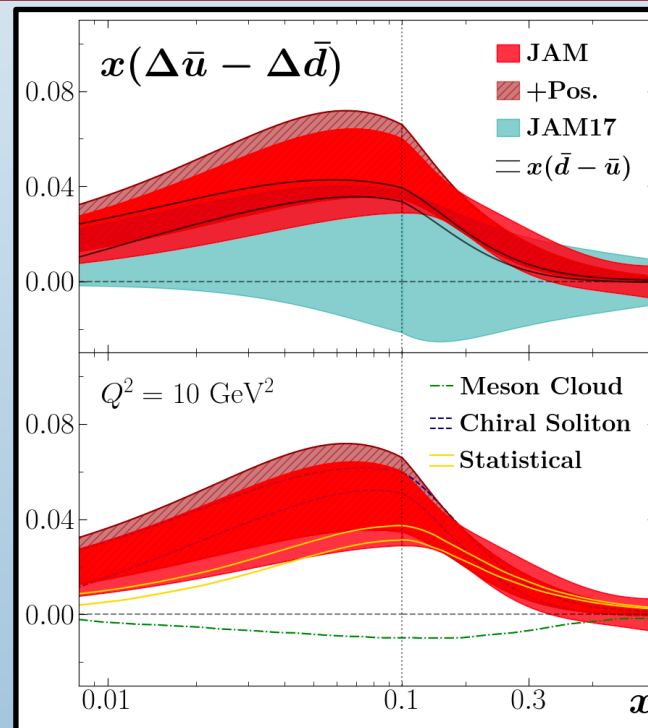 x(Δū − Δd̄)
JAM
+Pos.
JAM17
x(d̄ − ū)
0.08
0.04
0.00
Q² = 10 GeV²
Meson Cloud
Chiral Soliton
Statistical
0.08
0.04
0.00
0.01
0.1
0.3
x